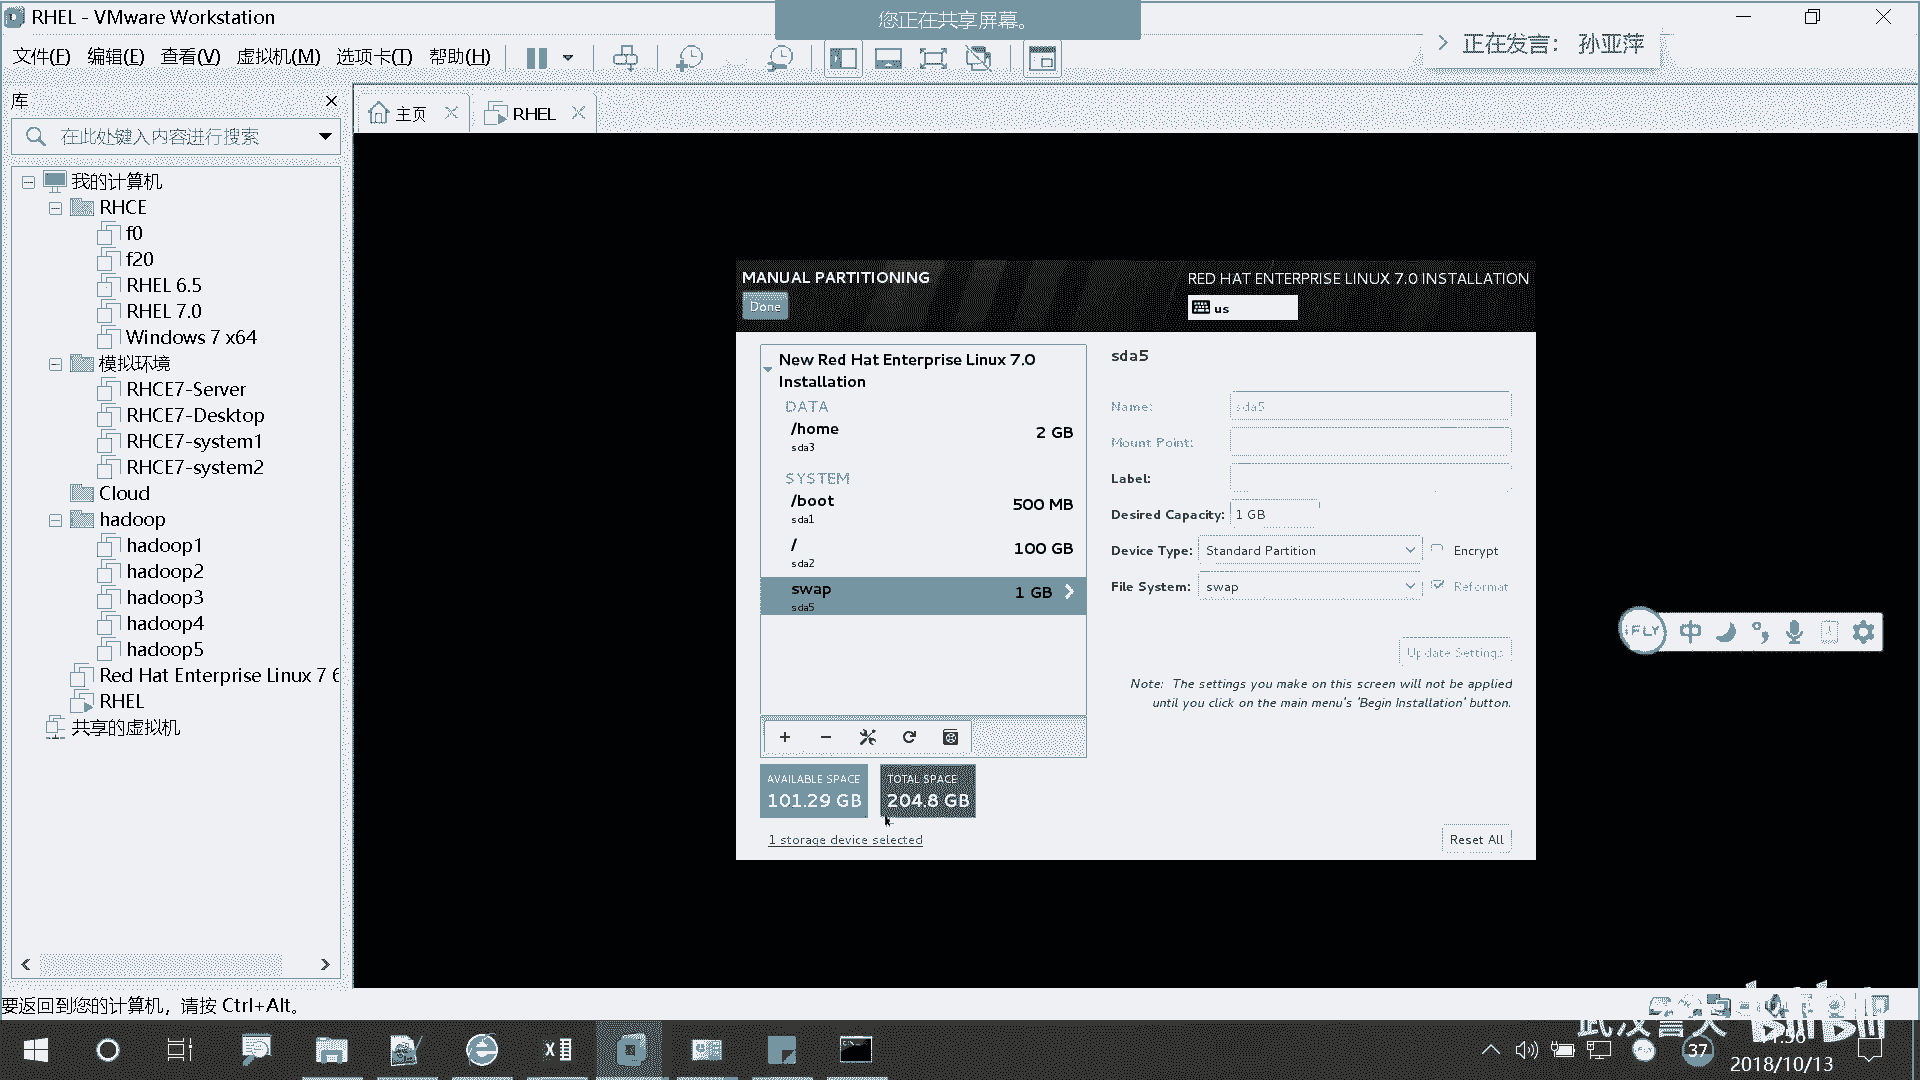 RHEL - VMware Workstation
您正在共享屏幕。
正在发言: 孙亚萍
文件(F) 编辑(E) 查看(V) 虚拟机(M) 选项卡(T) 帮助(H)
库
在此处键入内容进行搜索
主页
RHEL
我的计算机
RHCE
f0
f20
RHEL 6.5
RHEL 7.0
Windows 7 x64
模拟环境
RHCE7-Server
RHCE7-Desktop
RHCE7-system1
RHCE7-system2
Cloud
hadoop
hadoop1
hadoop2
hadoop3
hadoop4
hadoop5
Red Hat Enterprise Linux 7 6
RHEL
共享的虚拟机
MANUAL PARTITIONING
Done
RED HAT ENTERPRISE LINUX 7.0 INSTALLATION
us
New Red Hat Enterprise Linux 7.0
Installation
DATA
/home
2 GB
sda3
SYSTEM
/boot
500 MB
sda1
/
100 GB
sda2
swap
1 GB
sda5
AVAILABLE SPACE
101.29 GB
TOTAL SPACE
204.8 GB
1 storage device selected
sda5
Name: sda5
Mount Point:
Label:
Desired Capacity: 1 GB
Device Type: Standard Partition
Encrypt
File System: swap
Reformat
Update Settings
Note: The settings you make on this screen will not be applied
until you click on the main menu's 'Begin Installation' button.
Reset All
iFLY 中
要返回到您的计算机，请按 Ctrl+Alt。
37
2018/10/13